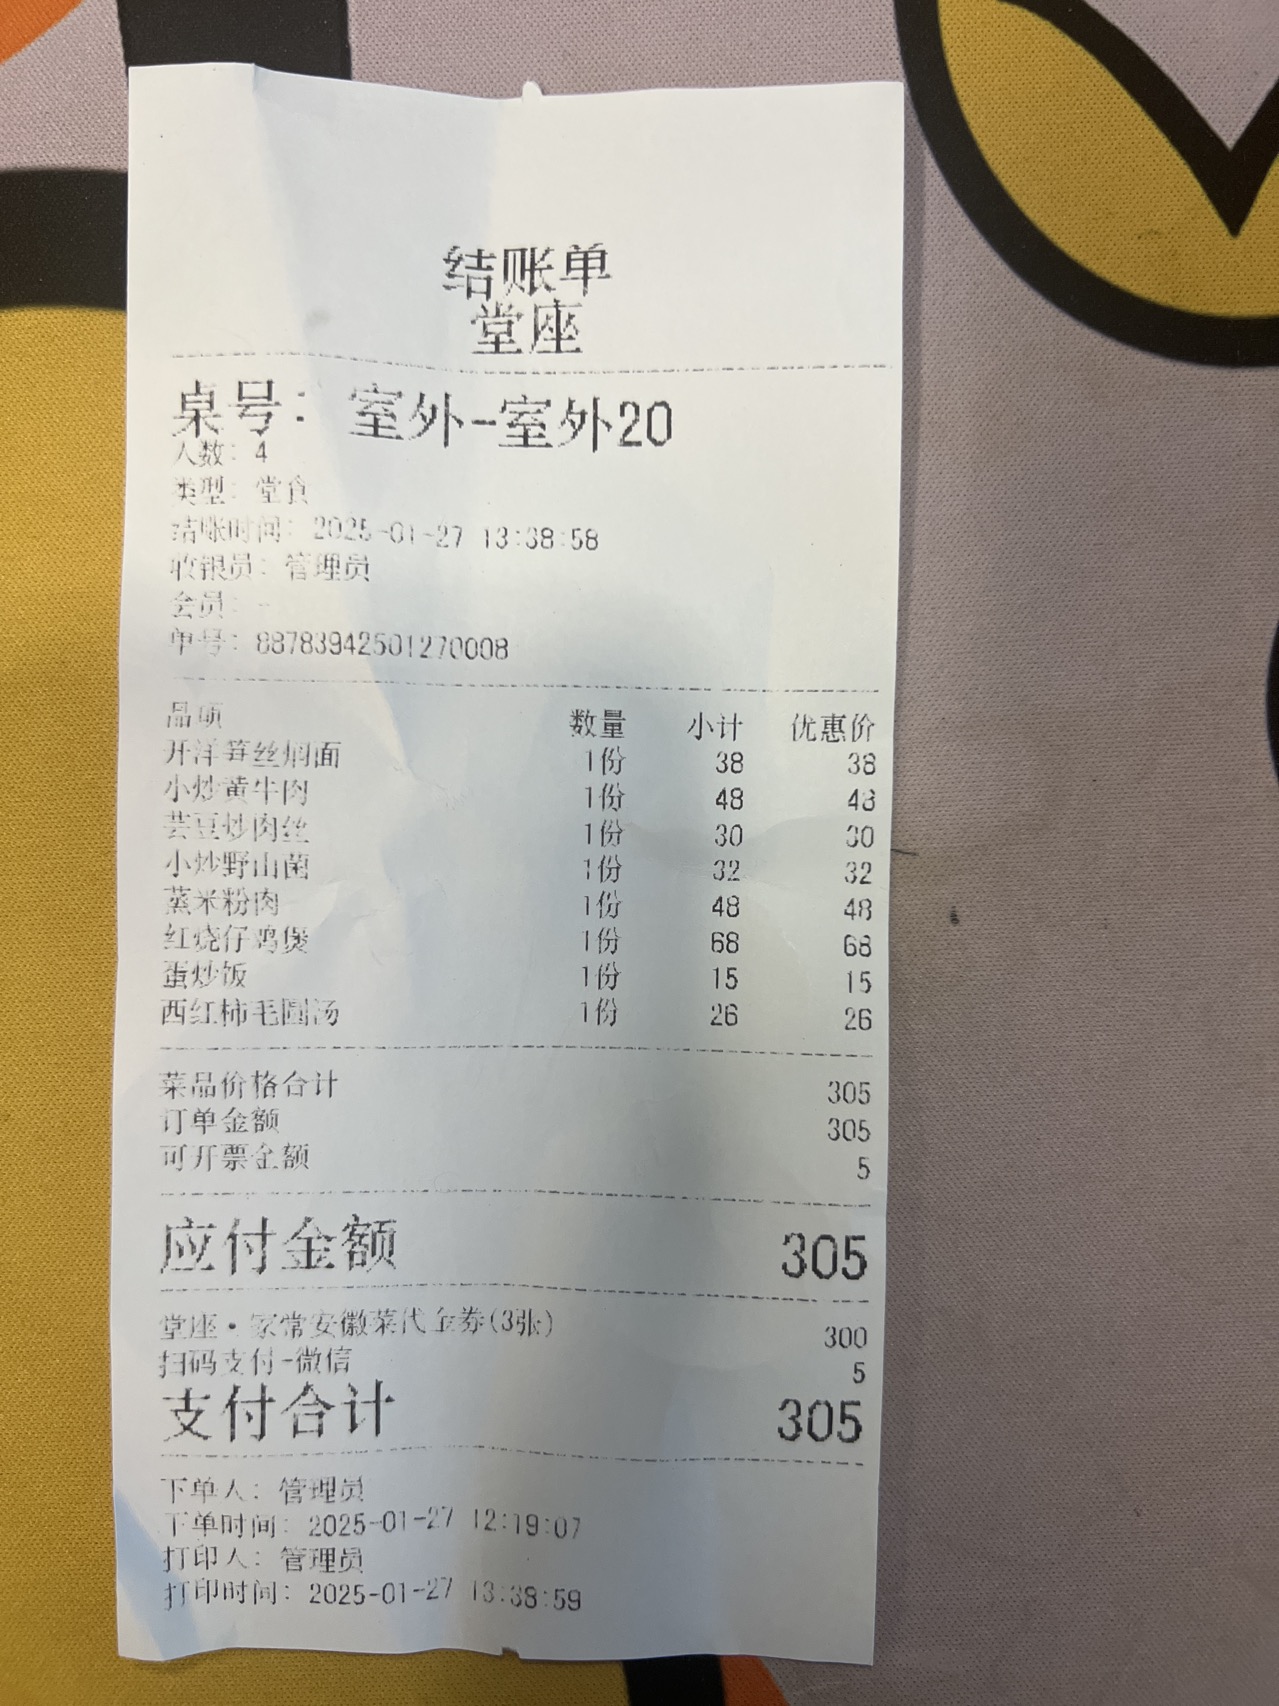 结账单
堂座
桌号: 室外-室外20
人数: 4
类型: 堂食
结账时间: 2025-01-27 13:38:58
收银员: 管理员
会员: -
单号: 887839425012​70008
品项 数量 小计 优惠价
开洋笋丝焖面 1份 38 38
小炒黄牛肉 1份 48 48
芸豆炒肉丝 1份 30 30
小炒野山菌 1份 32 32
蒸米粉肉 1份 48 48
红烧仔鸡煲 1份 68 68
蛋炒饭 1份 15 15
西红柿毛圆汤 1份 26 26
菜品价格合计 305
订单金额 305
可开票金额 5
应付金额 305
堂座·家常安徽菜代金券(3张) 300
扫码支付-微信 5
支付合计 305
下单人: 管理员
下单时间: 2025-01-27 12:19:07
打印人: 管理员
打印时间: 2025-01-27 13:38:59